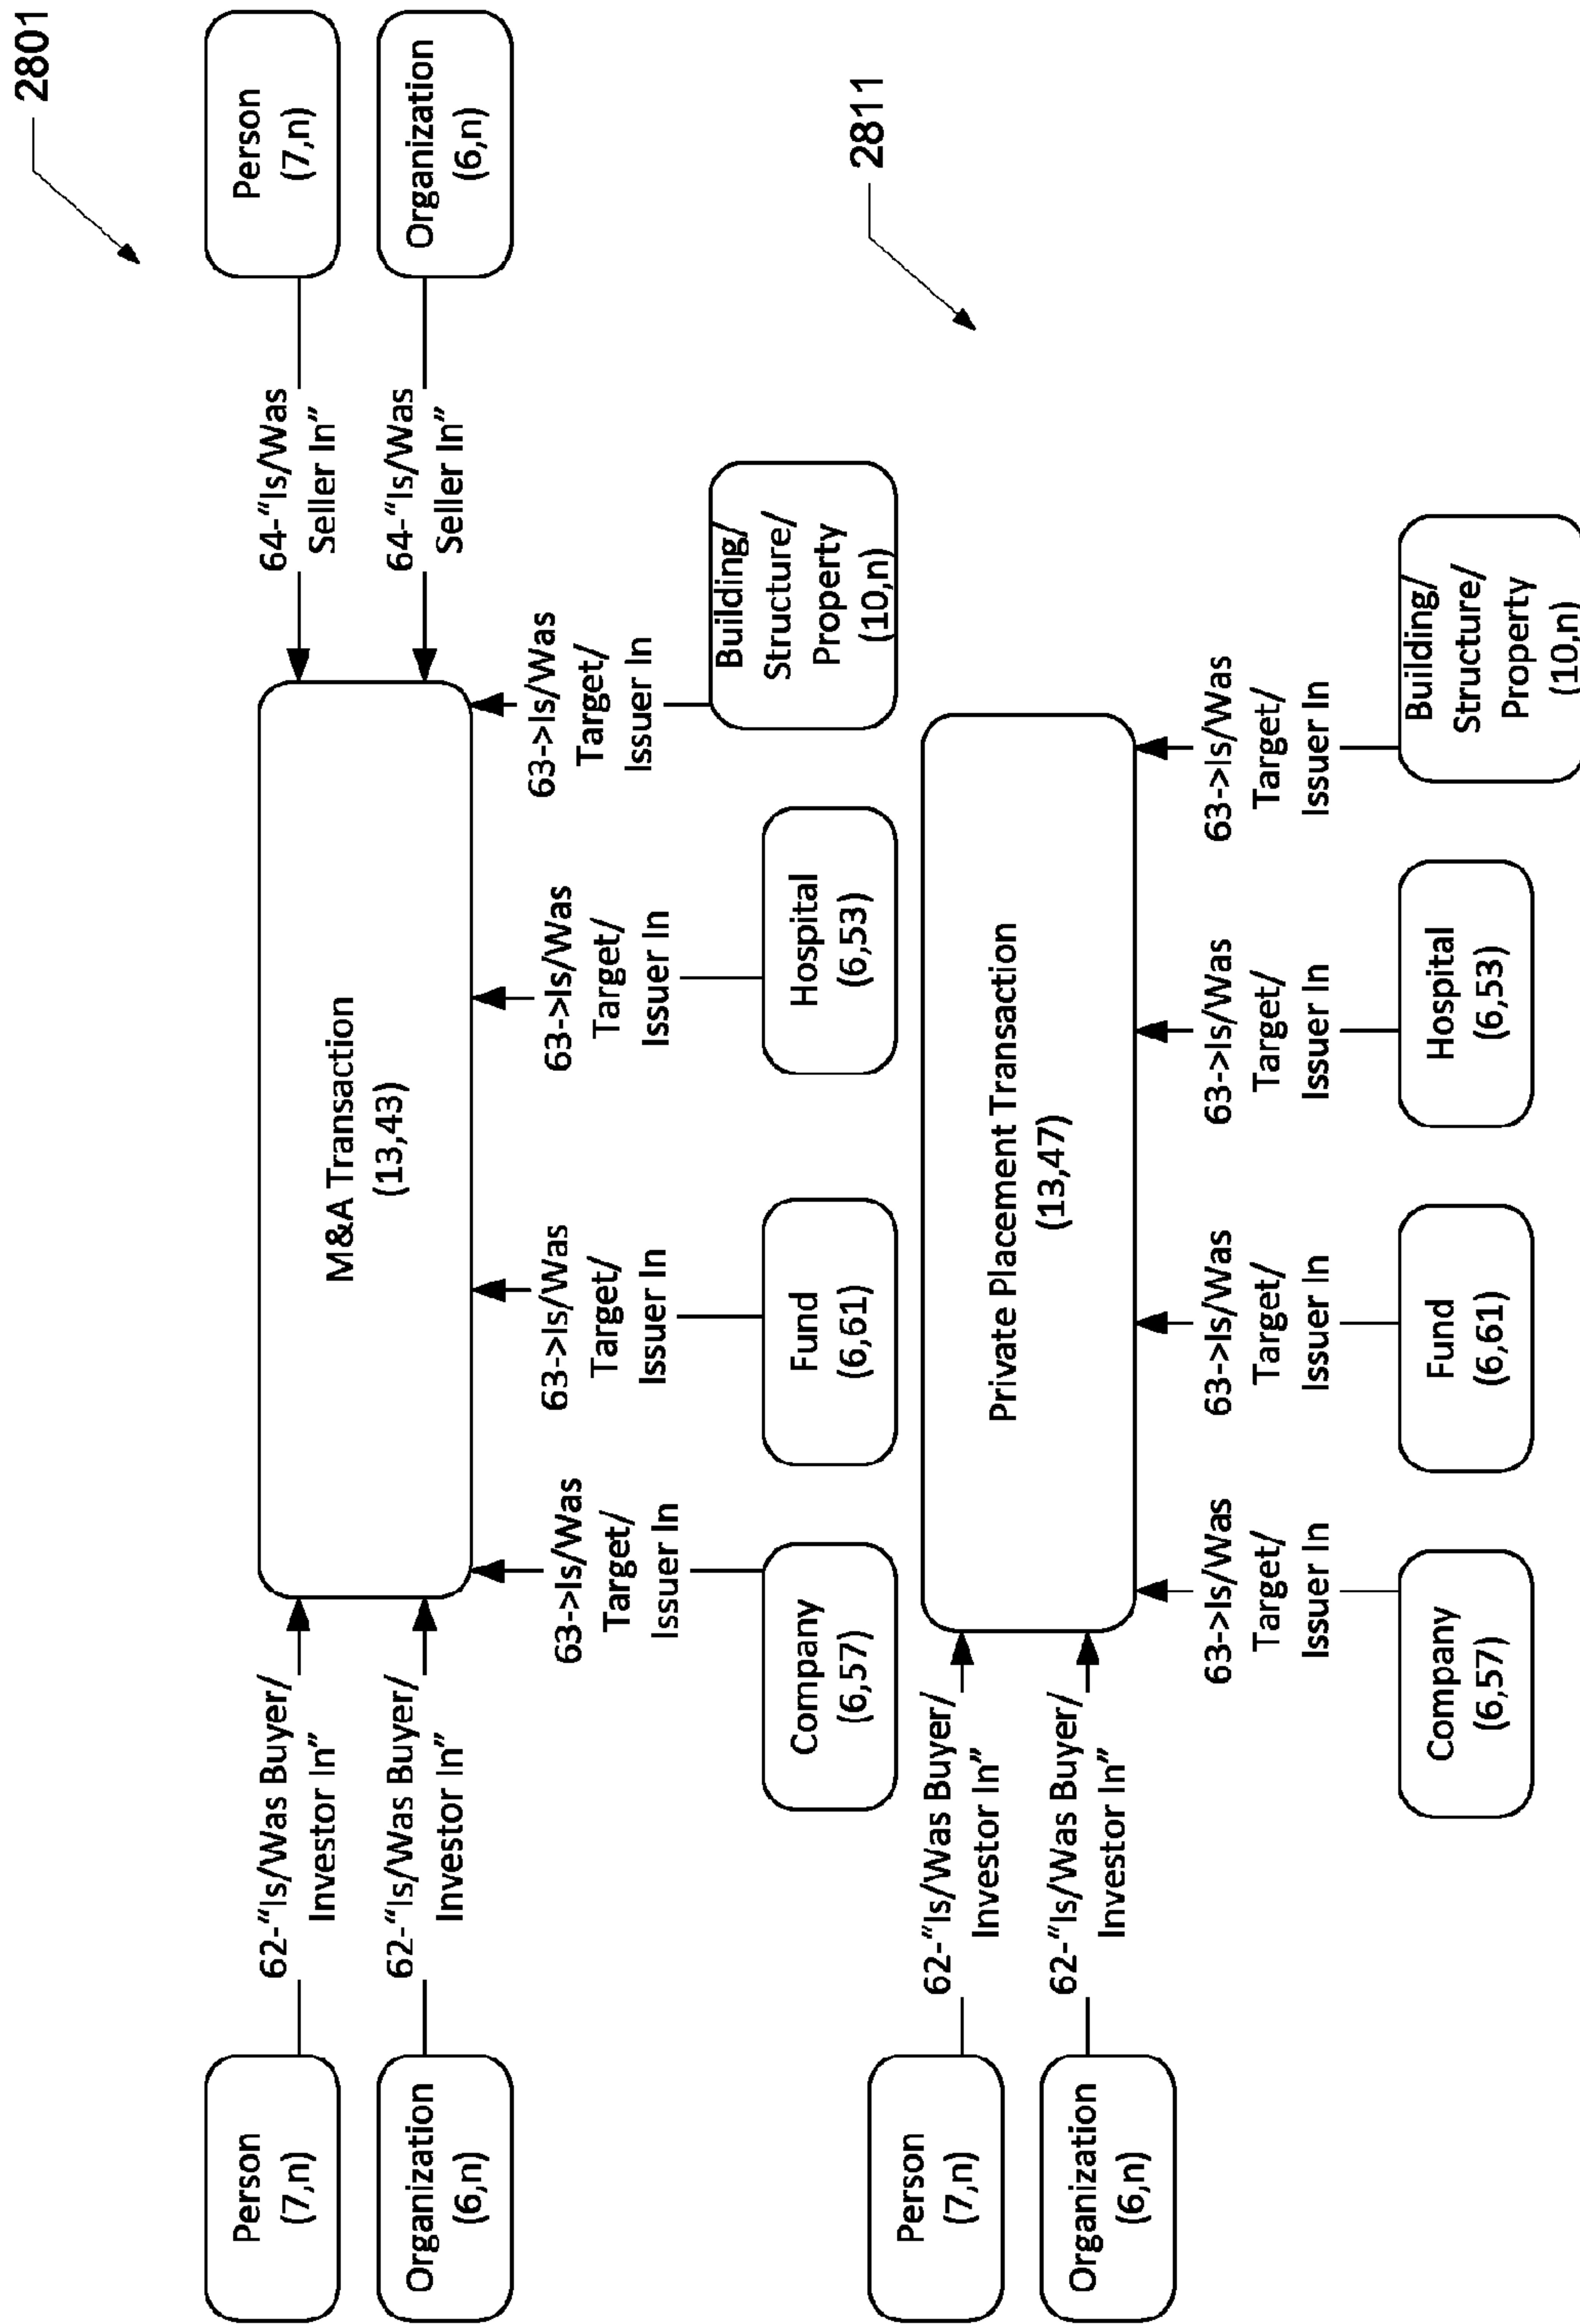 2801
Person
(7,n)
62-“Is/Was Buyer/
Investor In”
M&A Transaction
(13,43)
64-“Is/Was
Seller In”
Person
(7,n)
Organization
(6,n)
62-“Is/Was Buyer/
Investor In”
64-“Is/Was
Seller In”
Organization
(6,n)
63->Is/Was
Target/
Issuer In
63->Is/Was
Target/
Issuer In
63->Is/Was
Target/
Issuer In
63->Is/Was
Target/
Issuer In
Company
(6,57)
Fund
(6,61)
Hospital
(6,53)
Building/
Structure/
Property
(10,n)
2811
Person
(7,n)
62-“Is/Was Buyer/
Investor In”
Private Placement Transaction
(13,47)
Organization
(6,n)
62-“Is/Was Buyer/
Investor In”
63->Is/Was
Target/
Issuer In
63->Is/Was
Target/
Issuer In
63->Is/Was
Target/
Issuer In
63->Is/Was
Target/
Issuer In
Company
(6,57)
Fund
(6,61)
Hospital
(6,53)
Building/
Structure/
Property
(10,n)